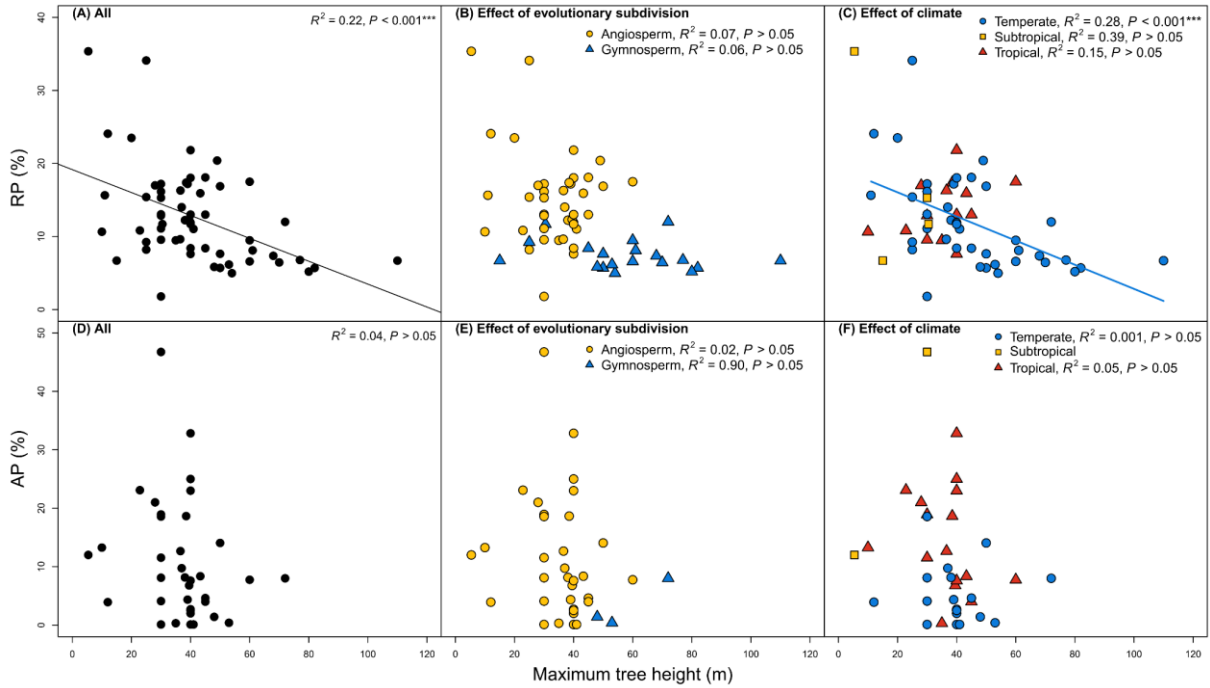 (A) All
R² = 0.22, P < 0.001***
(B) Effect of evolutionary subdivision
Angiosperm, R² = 0.07, P > 0.05
Gymnosperm, R² = 0.06, P > 0.05
(C) Effect of climate
Temperate, R² = 0.28, P < 0.001***
Subtropical, R² = 0.39, P > 0.05
Tropical, R² = 0.15, P > 0.05
RP (%)
40
30
20
10
0
(D) All
R² = 0.04, P > 0.05
(E) Effect of evolutionary subdivision
Angiosperm, R² = 0.02, P > 0.05
Gymnosperm, R² = 0.90, P > 0.05
(F) Effect of climate
Temperate, R² = 0.001, P > 0.05
Subtropical
Tropical, R² = 0.05, P > 0.05
AP (%)
50
40
30
20
10
0
0 20 40 60 80 100 120
0 20 40 60 80 100 120
0 20 40 60 80 100 120
Maximum tree height (m)